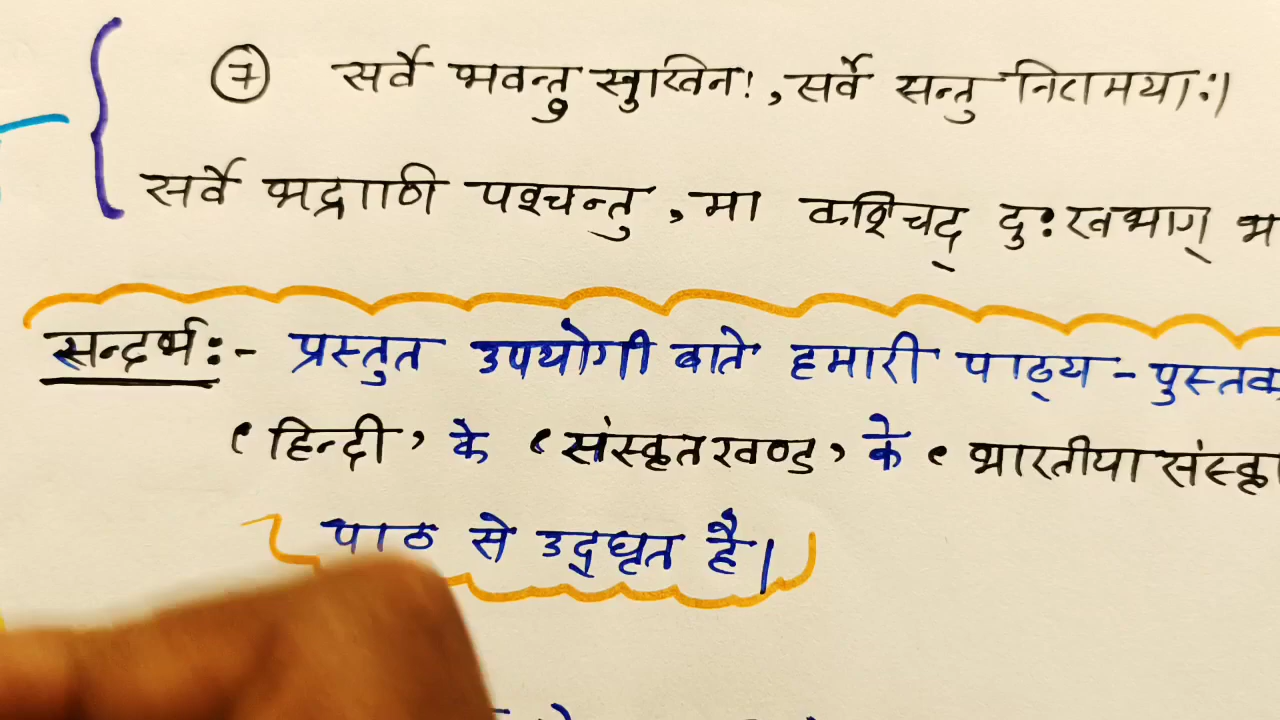 ⑦ सर्वे भवन्तु सुखिन!, सर्वे सन्तु निरामयाः।
सर्वे भद्राणि पश्चन्तु, मा कश्चिद् दुःखभाग् भ
सन्दर्भ:- प्रस्तुत उपयोगी बाते हमारी पाठ्य-पुस्तक
'हिन्दी' के 'संस्कृतखण्ड' के 'भारतीया संस्कृ
पाठ से उद्धृत है।